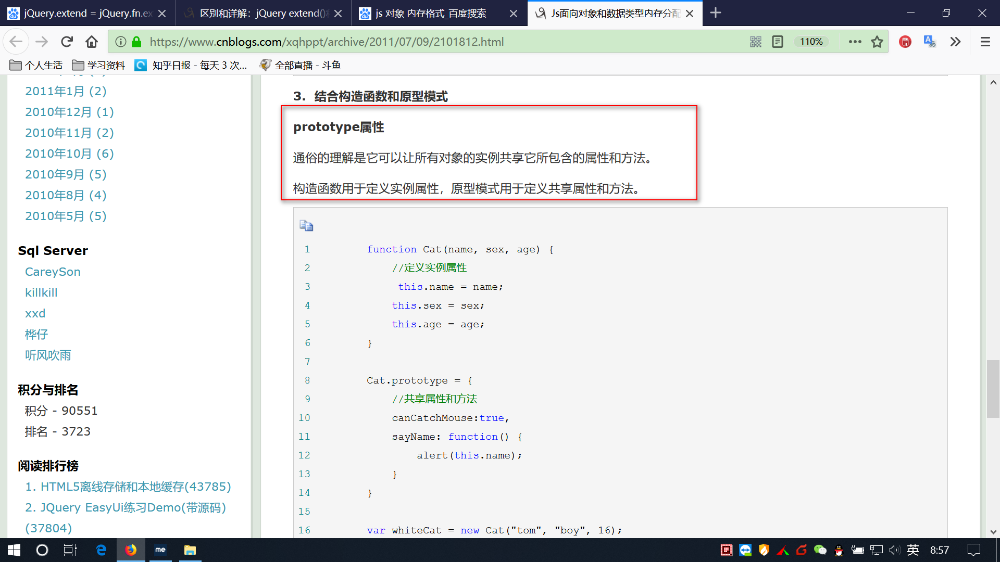 jQuery.extend = jQuery.fn.ex
区别和详解：jQuery extend()
js 对象 内存格式_百度搜索
Js面向对象和数据类型内存分配
https://www.cnblogs.com/xqhppt/archive/2011/07/09/2101812.html
110%
个人生活
学习资料
知乎日报 - 每天 3 次...
全部直播 - 斗鱼
2011年1月 (2)
2010年12月 (1)
2010年11月 (2)
2010年10月 (6)
2010年9月 (5)
2010年8月 (4)
2010年5月 (5)
Sql Server
CareySon
killkill
xxd
桦仔
听风吹雨
积分与排名
积分 - 90551
排名 - 3723
阅读排行榜
1. HTML5离线存储和本地缓存(43785)
2. JQuery EasyUi练习Demo(带源码)
(37804)
3. 结合构造函数和原型模式
prototype属性
通俗的理解是它可以让所有对象的实例共享它所包含的属性和方法。
构造函数用于定义实例属性，原型模式用于定义共享属性和方法。
1 function Cat(name, sex, age) {
2 //定义实例属性
3 this.name = name;
4 this.sex = sex;
5 this.age = age;
6 }
7
8 Cat.prototype = {
9 //共享属性和方法
10 canCatchMouse:true,
11 sayName: function() {
12 alert(this.name);
13 }
14 }
15
16 var whiteCat = new Cat("tom", "boy", 16);
me
英
8:57